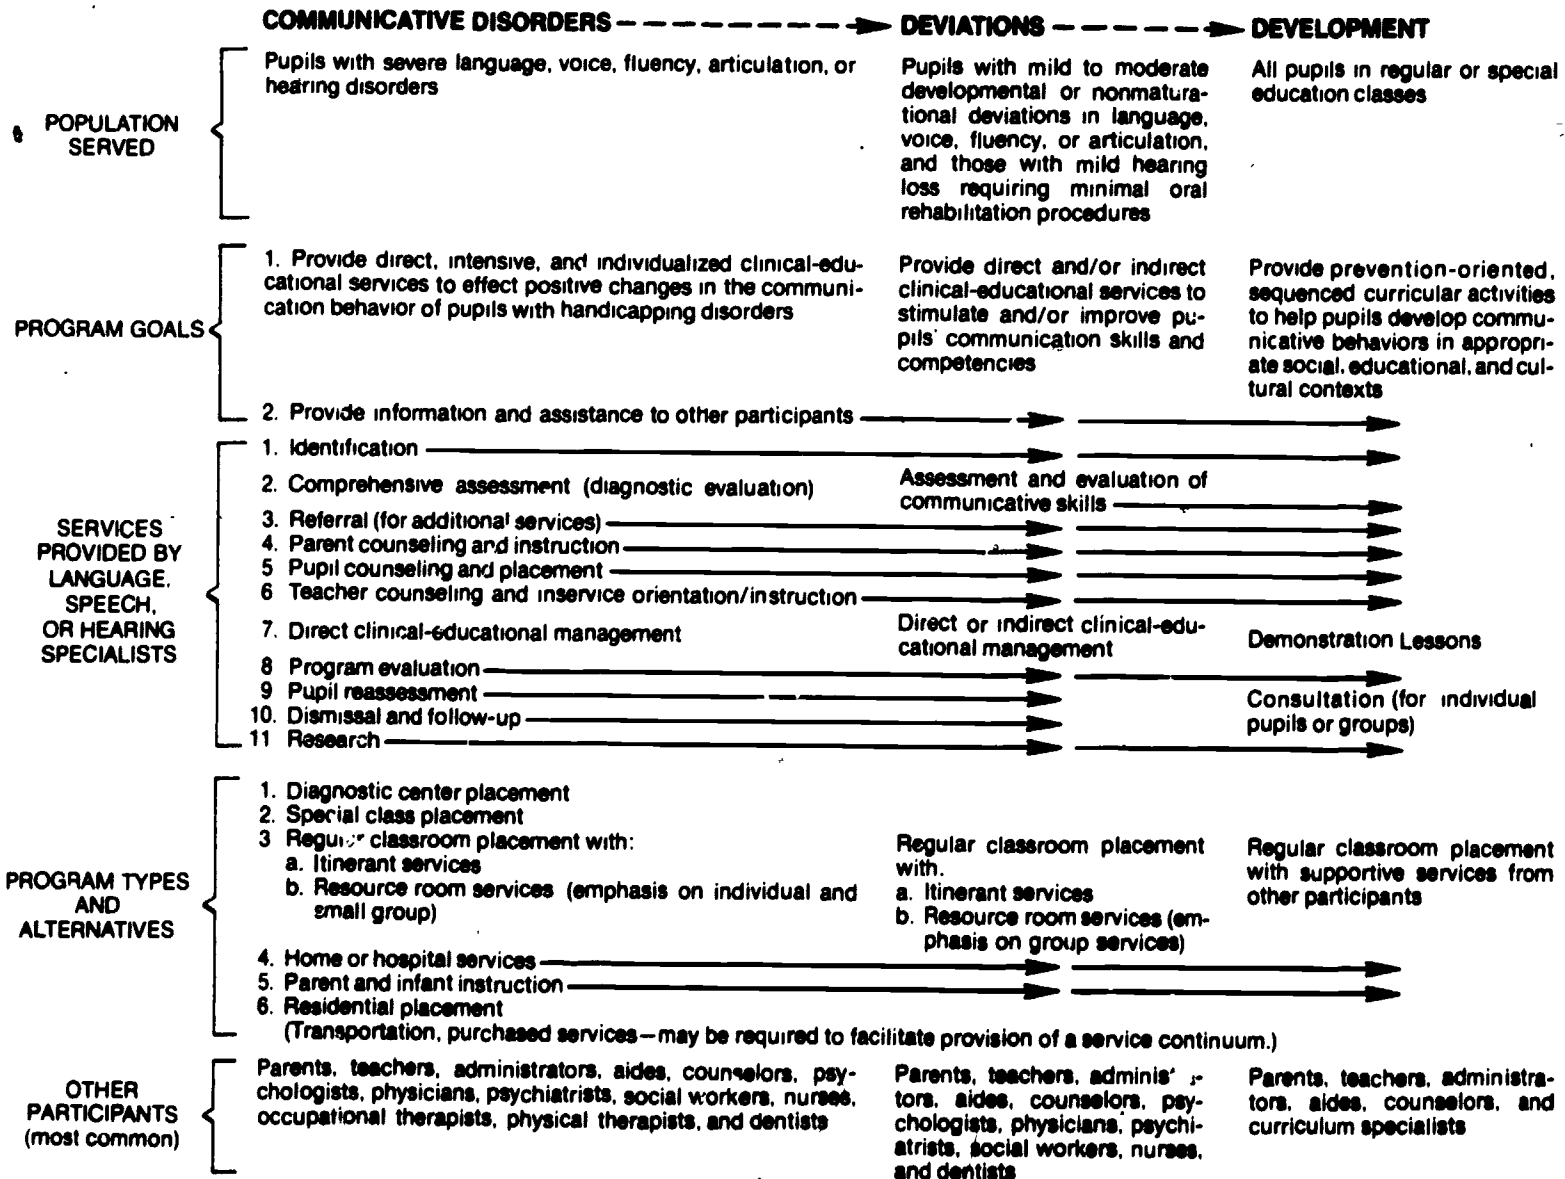 COMMUNICATIVE DISORDERS
DEVIATIONS
DEVELOPMENT
POPULATION
SERVED
Pupils with severe language, voice, fluency, articulation, or
hearing disorders
Pupils with mild to moderate
developmental or nonmatura-
tional deviations in language,
voice, fluency, or articulation,
and those with mild hearing
loss requiring minimal oral
rehabilitation procedures
All pupils in regular or special
education classes
PROGRAM GOALS
1. Provide direct, intensive, and individualized clinical-edu-
cational services to effect positive changes in the communi-
cation behavior of pupils with handicapping disorders
Provide direct and/or indirect
clinical-educational services to
stimulate and/or improve pu-
pils' communication skills and
competencies
Provide prevention-oriented,
sequenced curricular activities
to help pupils develop commu-
nicative behaviors in appropri-
ate social, educational, and cul-
tural contexts
2. Provide information and assistance to other participants
SERVICES
PROVIDED BY
LANGUAGE,
SPEECH,
OR HEARING
SPECIALISTS
1. Identification
2. Comprehensive assessment (diagnostic evaluation)
Assessment and evaluation of
communicative skills
3. Referral (for additional services)
4. Parent counseling and instruction
5 Pupil counseling and placement
6 Teacher counseling and inservice orientation/instruction
7. Direct clinical-educational management
Direct or indirect clinical-edu-
cational management
Demonstration Lessons
8 Program evaluation
9 Pupil reassessment
10. Dismissal and follow-up
11 Research
Consultation (for individual
pupils or groups)
PROGRAM TYPES
AND
ALTERNATIVES
1. Diagnostic center placement
2. Special class placement
3 Regular classroom placement with:
a. Itinerant services
b. Resource room services (emphasis on individual and
small group)
Regular classroom placement
with.
a. Itinerant services
b. Resource room services (em-
phasis on group services)
Regular classroom placement
with supportive services from
other participants
4. Home or hospital services
5. Parent and infant instruction
6. Residential placement
(Transportation, purchased services—may be required to facilitate provision of a service continuum.)
OTHER
PARTICIPANTS
(most common)
Parents, teachers, administrators, aides, counselors, psy-
chologists, physicians, psychiatrists, social workers, nurses,
occupational therapists, physical therapists, and dentists
Parents, teachers, administra-
tors, aides, counselors, psy-
chologists, physicians, psychi-
atrists, social workers, nurses,
and dentists
Parents, teachers, administra-
tors, aides, counselors, and
curriculum specialists